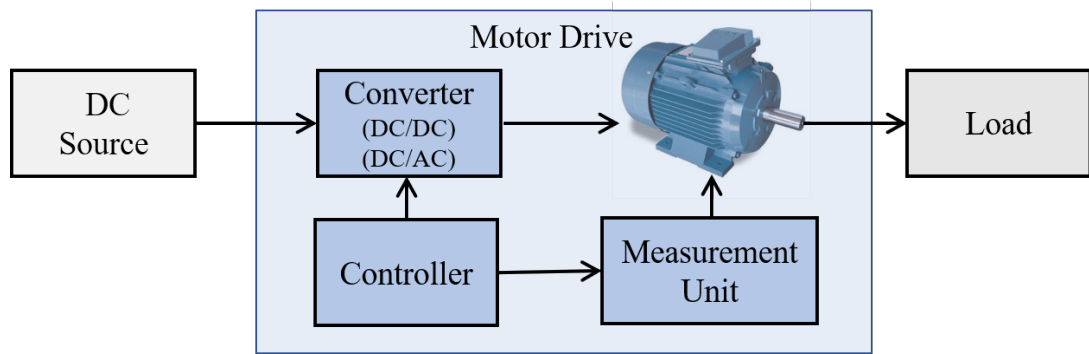 Motor Drive
DC
Source
Converter
(DC/DC)
(DC/AC)
Load
Controller
Measurement
Unit